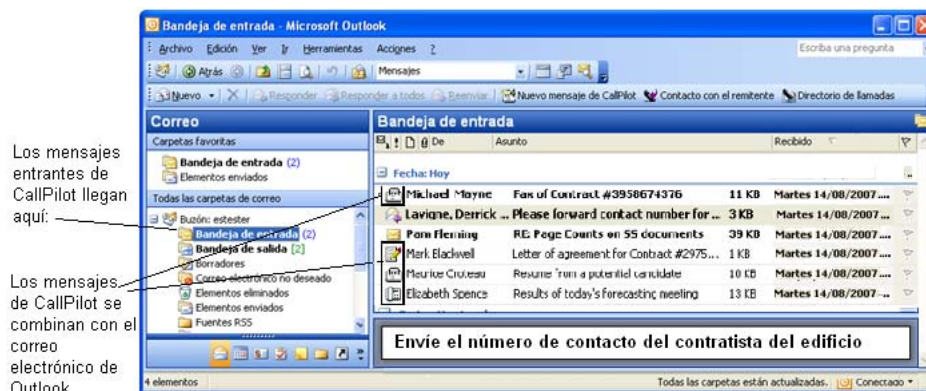 Bandeja de entrada - Microsoft Outlook
Archivo Edición Ver Ir Herramientas Acciones ?
Escriba una pregunta
Atrás
Mensajes
Nuevo
Responder
Responder a todos
Reenviar
Nuevo mensaje de CallPilot
Contacto con el remitente
Directorio de llamadas
Los mensajes
entrantes de
CallPilot llegan
aquí:
Los mensajes
de CallPilot se
combinan con el
correo
electrónico de
Outlook
Correo
Carpetas favoritas
Bandeja de entrada (2)
Elementos enviados
Todas las carpetas de correo
Buzón: estester
Bandeja de entrada (2)
Bandeja de salida [2]
Borradores
Correo electrónico no deseado
Elementos eliminados
Elementos enviados
Fuentes RSS
Bandeja de entrada
De Asunto Recibido
Fecha: Hoy
Michael Mayne Fax of Contract #3958674376 11 KB Martes 14/08/2007....
Lavigne, Derrick ... Please forward contact number for ... 3 KB Martes 14/08/2007....
Pam Fleming RE: Page Counts on 55 documents 39 KB Martes 14/08/2007....
Mark Blackwell Letter of agreement for Contract #2975... 1 KB Martes 14/08/2007....
Maurice Croteau Resume from a potential candidate 10 KB Martes 14/08/2007....
Elizabeth Spence Results of today's forecasting meeting 13 KB Martes 14/08/2007....
Envíe el número de contacto del contratista del edificio
4 elementos
Todas las carpetas están actualizadas.
Conectado